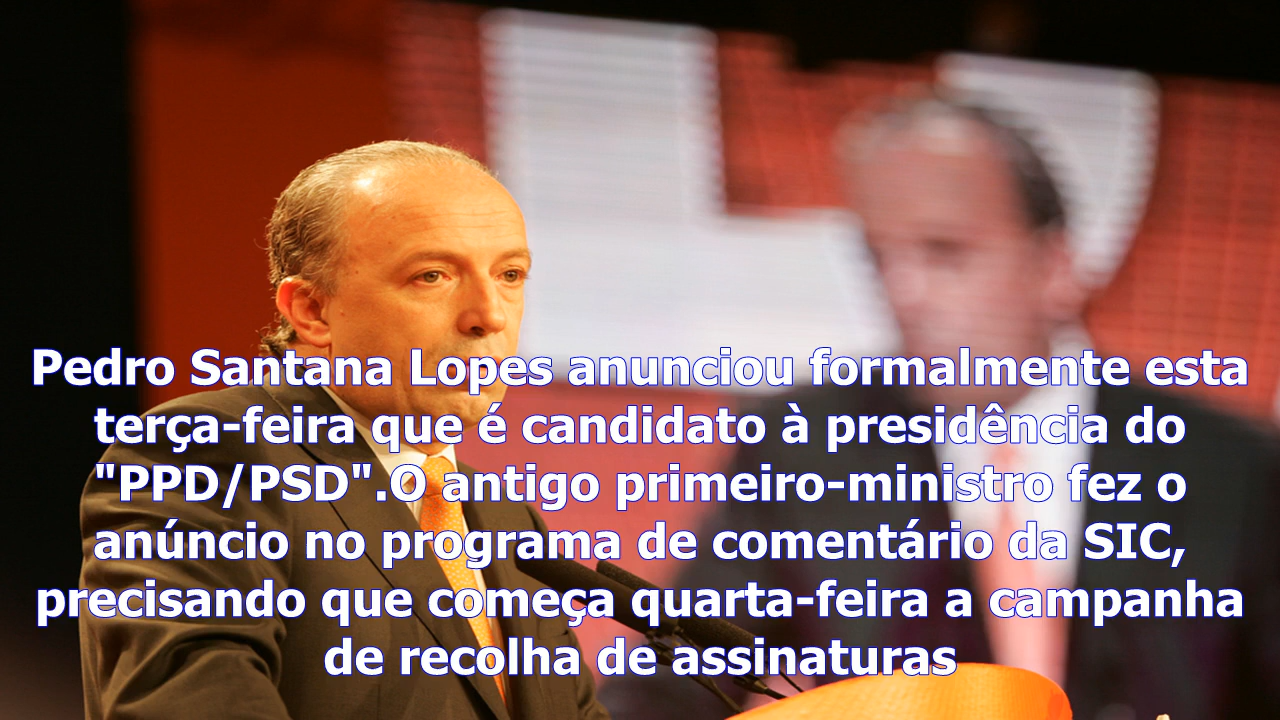 Pedro Santana Lopes anunciou formalmente esta
terça-feira que é candidato à presidência do
"PPD/PSD".O antigo primeiro-ministro fez o
anúncio no programa de comentário da SIC,
precisando que começa quarta-feira a campanha
de recolha de assinaturas